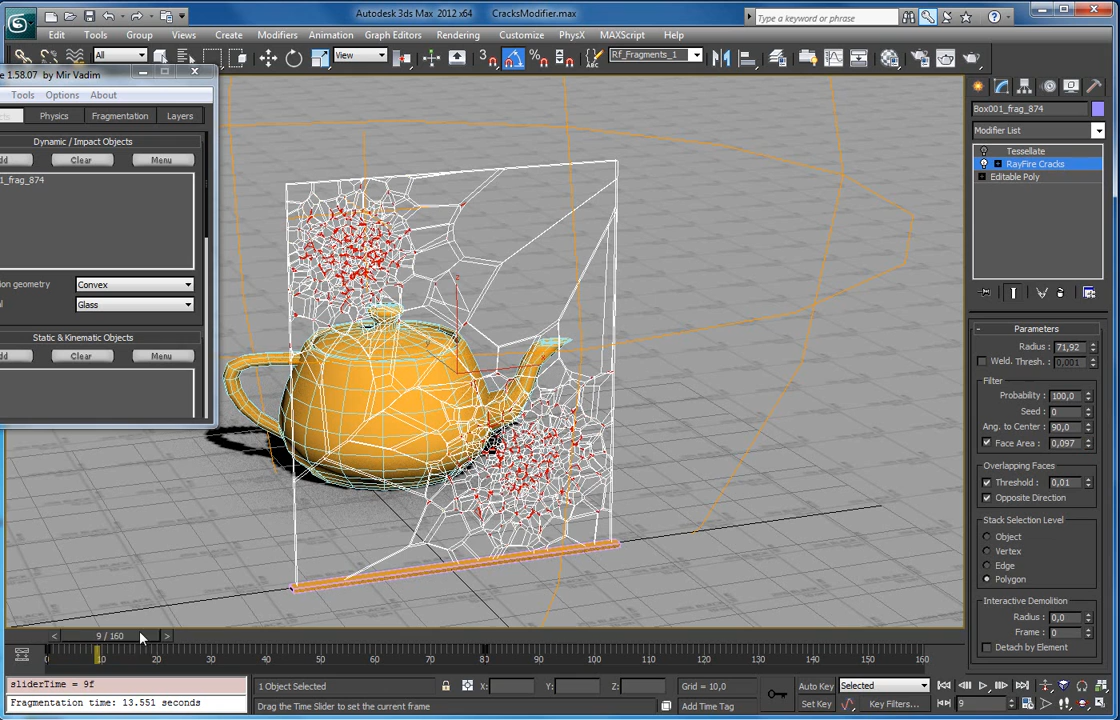 Autodesk 3ds Max 2012 x64 CracksModifier.max
Type a keyword or phrase
Edit Tools Group Views Create Modifiers Animation Graph Editors Rendering Customize PhysX MAXScript Help
All View 3 Rf_Fragments_1
e 1.58.07 by Mir Vadim
Tools Options About
Physics Fragmentation Layers
Dynamic / Impact Objects
dd Clear Menu
1_frag_874
ion geometry Convex
al Glass
Static & Kinematic Objects
dd Clear Menu
Box001_frag_874
Modifier List
Tessellate
RayFire Cracks
Editable Poly
Parameters
Radius : 71,92
Weld. Thresh. : 0,001
Filter
Probability : 100,0
Seed : 0
Ang. to Center : 90,0
Face Area : 0,097
Overlapping Faces
Threshold : 0,01
Opposite Direction
Stack Selection Level
Object
Vertex
Edge
Polygon
Interactive Demolition
Radius : 0,0
Frame : 0
Detach by Element
< 9 / 160 >
0 10 20 30 40 50 60 70 80 90 100 110 120 130 140 150 160
sliderTime = 9f
Fragmentation time: 13.551 seconds
1 Object Selected X: Y: Z: Grid = 10,0
Drag the Time Slider to set the current frame Add Time Tag
Auto Key Selected
Set Key Key Filters... 9